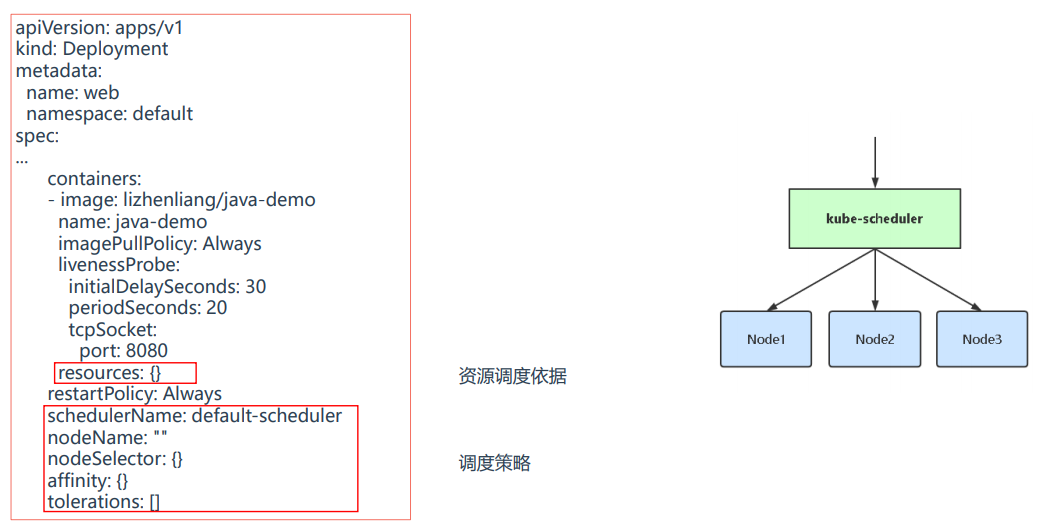 apiVersion: apps/v1
kind: Deployment
metadata:
  name: web
  namespace: default
spec:
...
      containers:
      - image: lizhenliang/java-demo
        name: java-demo
        imagePullPolicy: Always
        livenessProbe:
          initialDelaySeconds: 30
          periodSeconds: 20
          tcpSocket:
            port: 8080
        resources: {}
      restartPolicy: Always
      schedulerName: default-scheduler
      nodeName: ""
      nodeSelector: {}
      affinity: {}
      tolerations: []
资源调度依据
调度策略
kube-scheduler
Node1
Node2
Node3